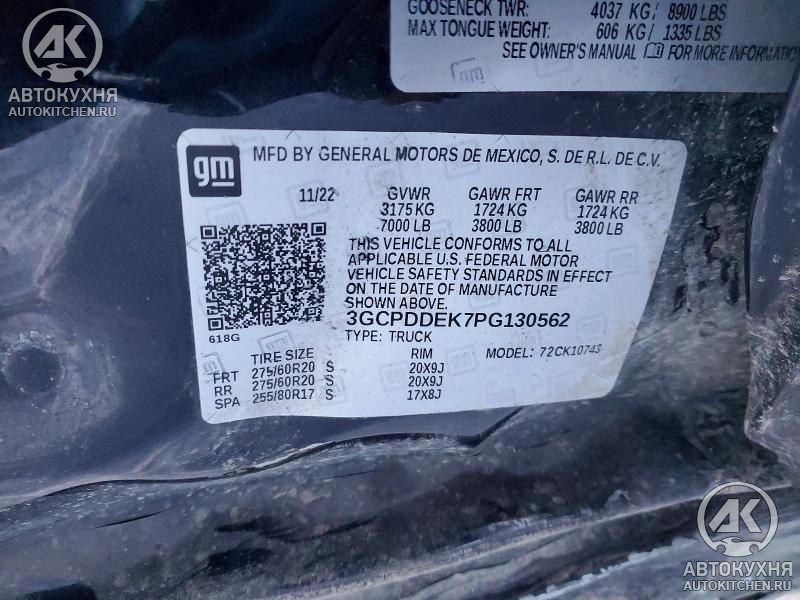 GOOSENECK TWR: 4037 KG / 8900 LBS
MAX TONGUE WEIGHT: 606 KG / 1335 LBS
SEE OWNER'S MANUAL FOR MORE INFORMATION
AK
АВТОКУХНЯ
AUTOKITCHEN.RU
gm
gm MFD BY GENERAL MOTORS DE MEXICO, S. DE R.L. DE C.V.
11/22 GVWR GAWR FRT GAWR RR
3175 KG 1724 KG 1724 KG
7000 LB 3800 LB 3800 LB
THIS VEHICLE CONFORMS TO ALL
APPLICABLE U.S. FEDERAL MOTOR
VEHICLE SAFETY STANDARDS IN EFFECT
ON THE DATE OF MANUFACTURE
SHOWN ABOVE.
3GCPDDEK7PG130562
618G TYPE: TRUCK MODEL: 72CK10743
TIRE SIZE RIM
FRT 275/60R20 S 20X9J
RR 275/60R20 S 20X9J
SPA 255/80R17 S 17X8J
AK
АВТОКУХНЯ
AUTOKITCHEN.RU